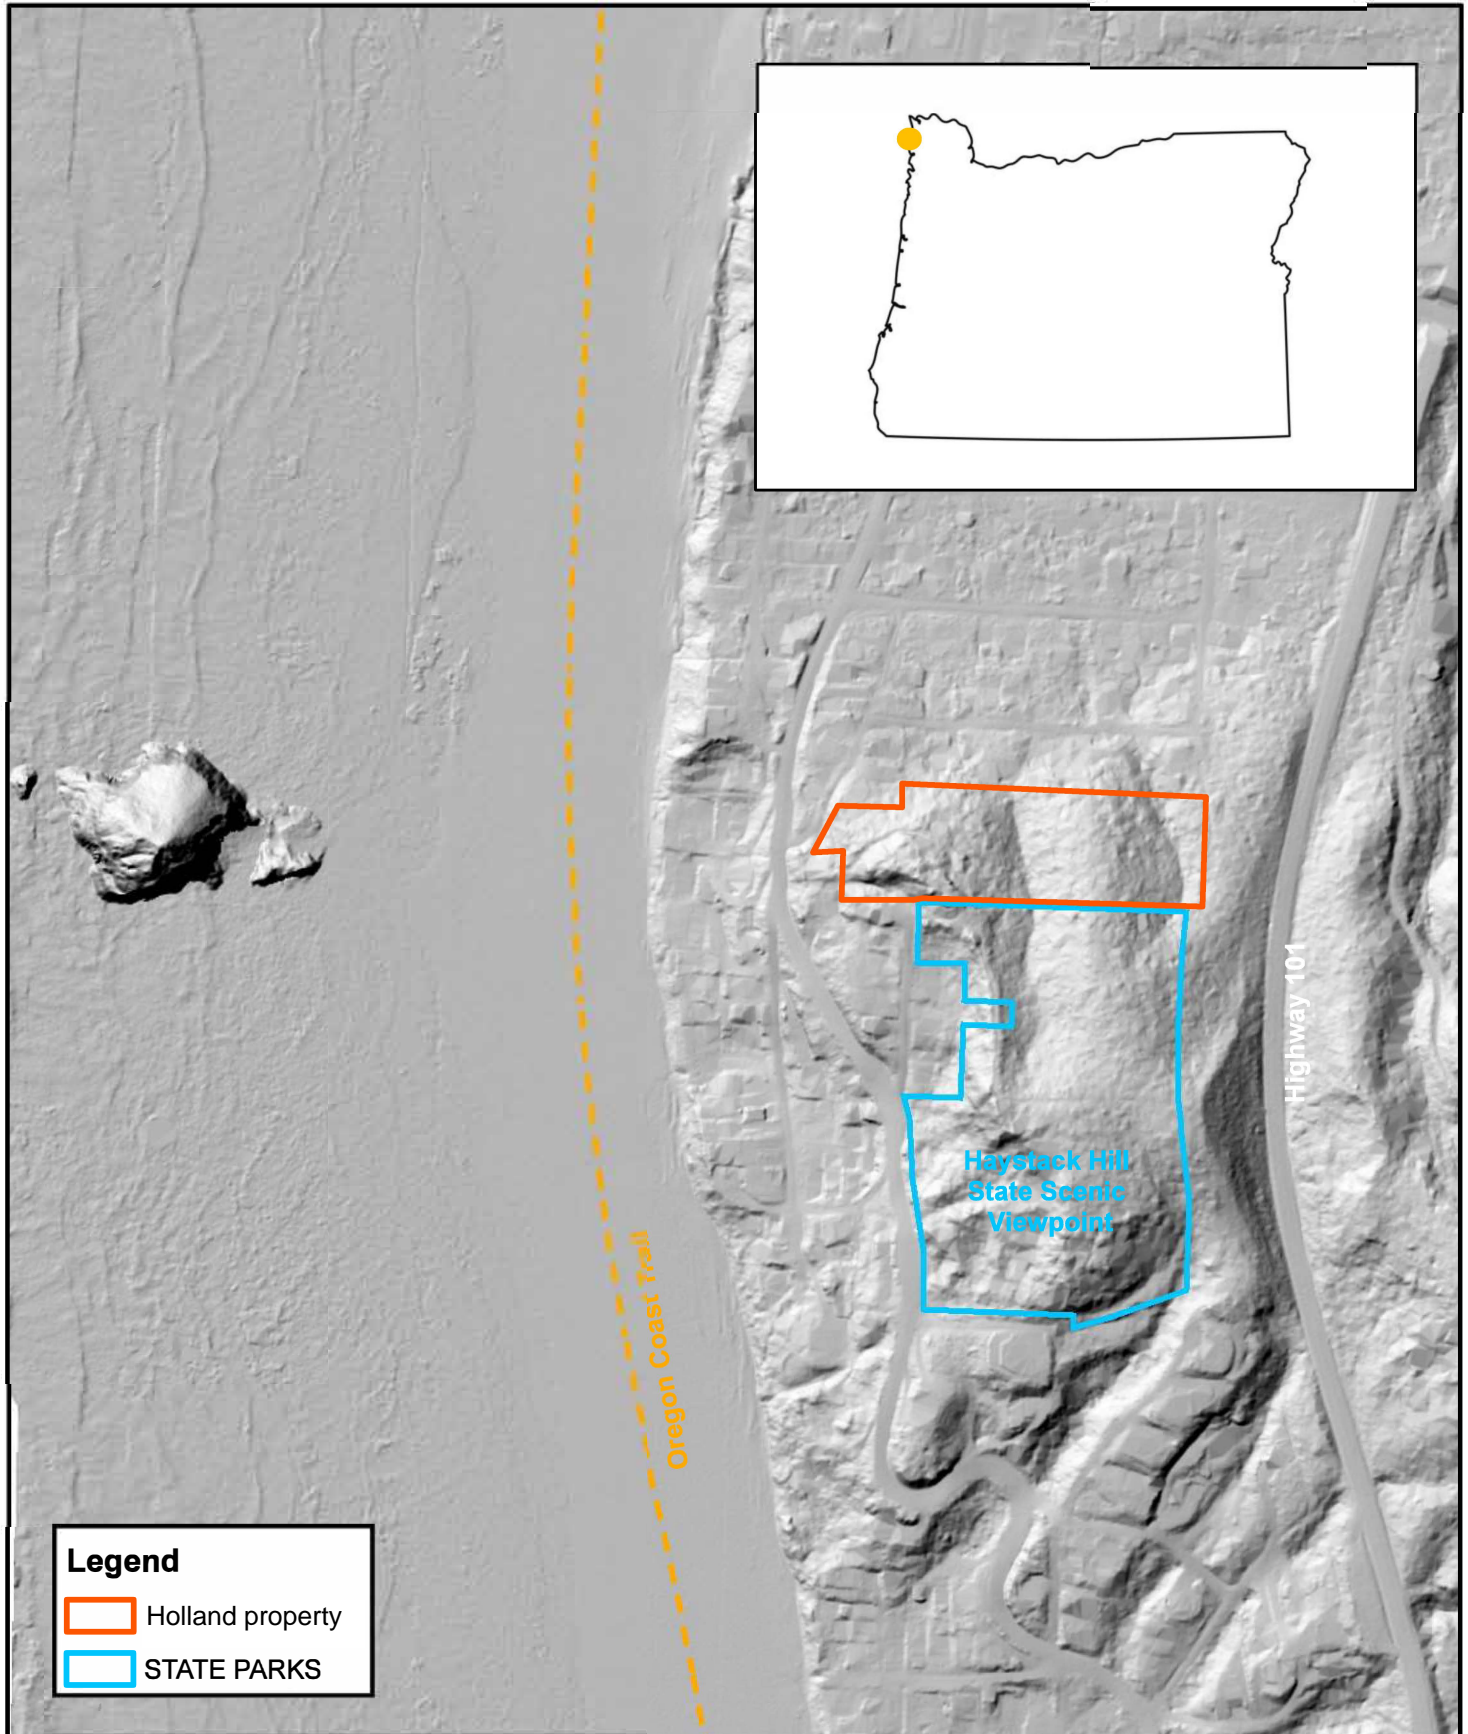 Highway 101
Haystack Hill
State Scenic
Viewpoint
Oregon Coast Trail
Legend
Holland property
STATE PARKS